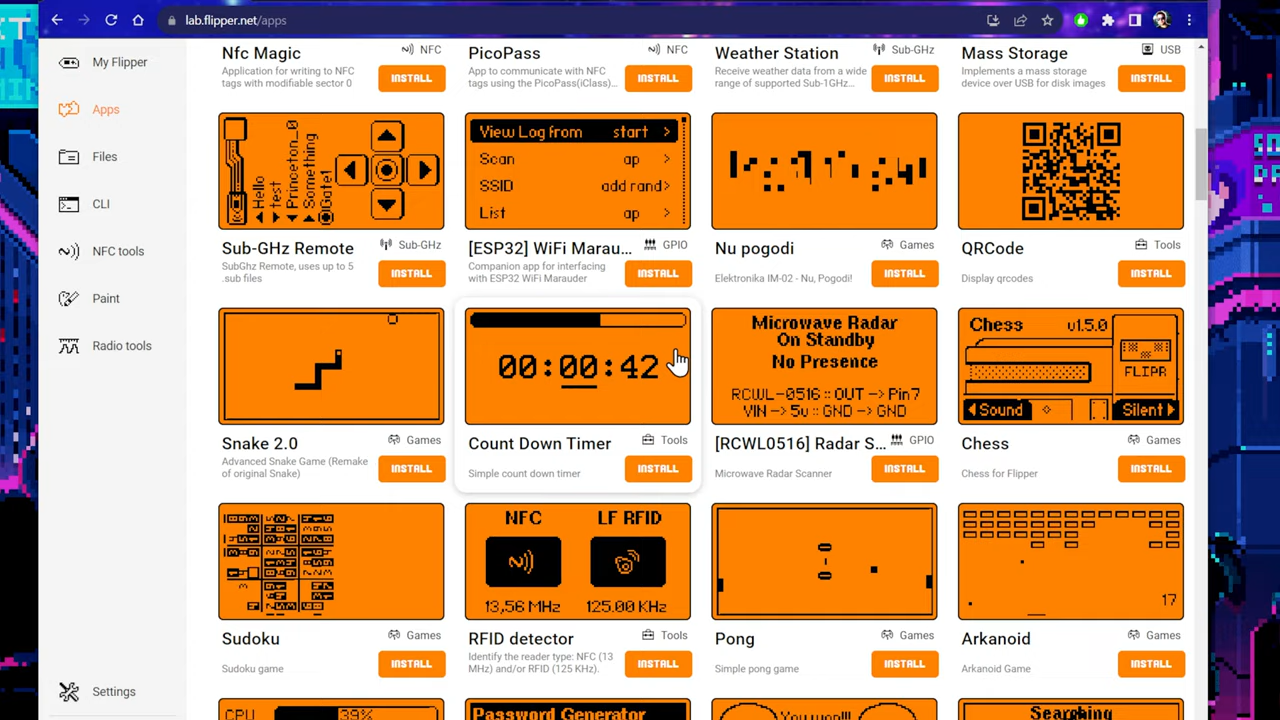 lab.flipper.net/apps
My Flipper
Apps
Files
CLI
NFC tools
Paint
Radio tools
Settings
Nfc Magic
NFC
Application for writing to NFC
tags with modifiable sector 0
INSTALL
PicoPass
NFC
App to communicate with NFC
tags using the PicoPass(iClass)...
INSTALL
Weather Station
Sub-GHz
Receive weather data from a wide
range of supported Sub-1GHz...
INSTALL
Mass Storage
USB
Implements a mass storage
device over USB for disk images
INSTALL
Hello
test
Princeton_0
Something
Gate1
Sub-GHz Remote
Sub-GHz
SubGhz Remote, uses up to 5
.sub files
INSTALL
View Log from start >
Scan ap >
SSID add rand>
List ap >
[ESP32] WiFi Marau...
GPIO
Companion app for interfacing
with ESP32 WiFi Marauder
INSTALL
Nu pogodi
Games
Elektronika IM-02 - Nu, Pogodi!
INSTALL
QRCode
Tools
Display qrcodes
INSTALL
Snake 2.0
Games
Advanced Snake Game (Remake
of original Snake)
INSTALL
00:00:42
Count Down Timer
Tools
Simple count down timer
INSTALL
Microwave Radar
On Standby
No Presence
RCWL-0516 :: OUT -> Pin7
VIN -> 5v :: GND -> GND
[RCWL0516] Radar S...
GPIO
Microwave Radar Scanner
INSTALL
Chess v1.5.0
FLIPR
Sound
Silent
Chess
Games
Chess for Flipper
INSTALL
Sudoku
Games
Sudoku game
INSTALL
NFC LF RFID
13,56 MHz 125.00 KHz
RFID detector
Tools
Identify the reader type: NFC (13
MHz) and/or RFID (125 KHz).
INSTALL
Pong
Games
Simple pong game
INSTALL
17
Arkanoid
Games
Arkanoid Game
INSTALL
CPU 39%
Password Generator
You won!!!
Searching